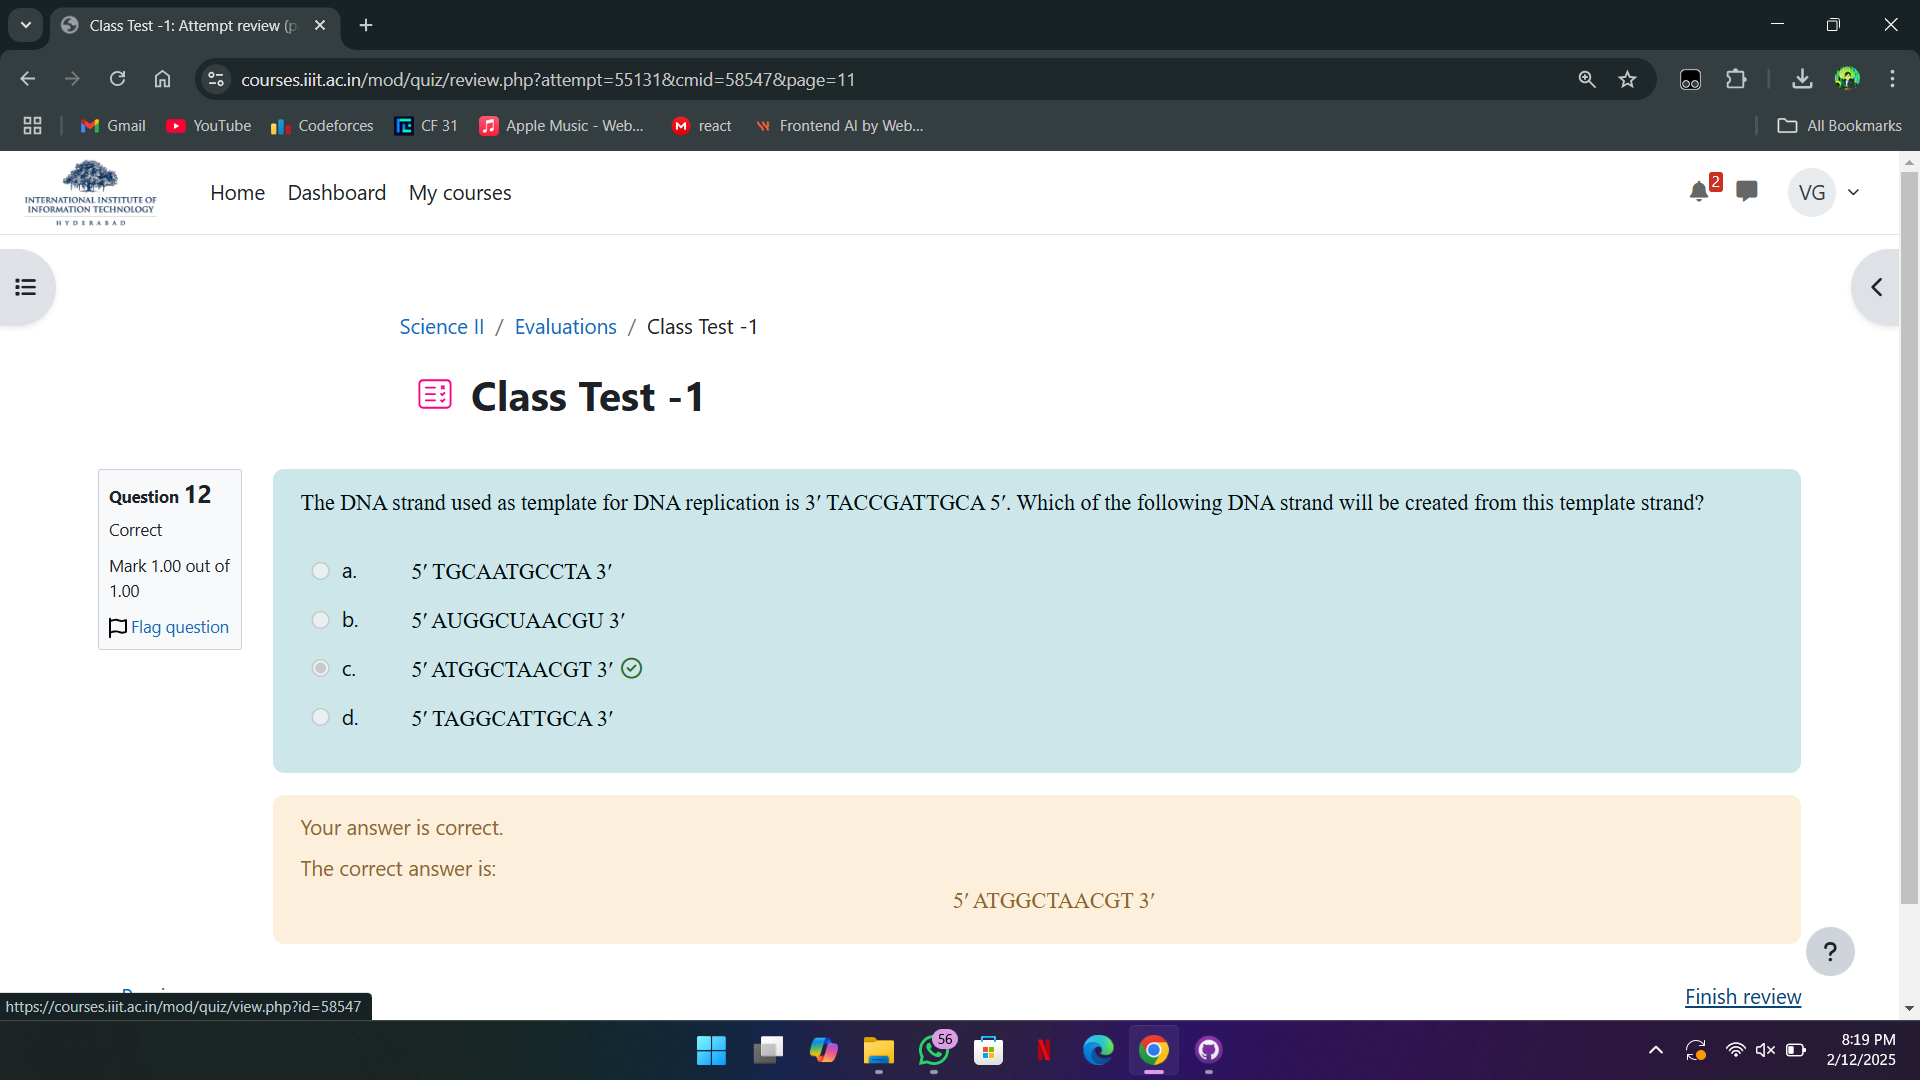 Class Test -1: Attempt review (p
courses.iiit.ac.in/mod/quiz/review.php?attempt=55131&cmid=58547&page=11
Gmail
YouTube
Codeforces
CF 31
Apple Music - Web...
react
Frontend AI by Web...
All Bookmarks
INTERNATIONAL INSTITUTE OF
INFORMATION TECHNOLOGY
HYDERABAD
Home
Dashboard
My courses
2
VG
Science II / Evaluations / Class Test -1
Class Test -1
Question 12
Correct
Mark 1.00 out of
1.00
Flag question
The DNA strand used as template for DNA replication is 3′ TACCGATTGCA 5′. Which of the following DNA strand will be created from this template strand?
a. 5′ TGCAATGCCTA 3′
b. 5′ AUGGCUAACGU 3′
c. 5′ ATGGCTAACGT 3′
d. 5′ TAGGCATTGCA 3′
Your answer is correct.
The correct answer is:
5′ ATGGCTAACGT 3′
?
Finish review
https://courses.iiit.ac.in/mod/quiz/view.php?id=58547
56
8:19 PM
2/12/2025